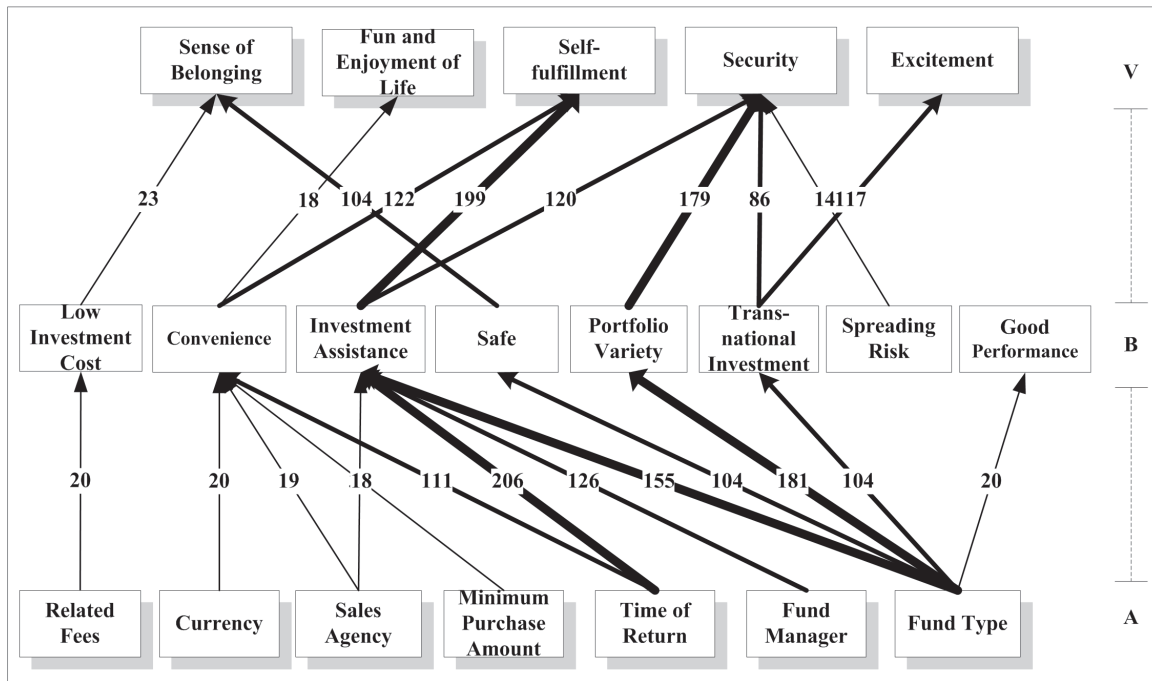 Sense of
Belonging
Fun and
Enjoyment of
Life
Self-
fulfillment
Security
Excitement
V
23
18
104
122
199
120
179
86
14117
Low
Investment
Cost
Convenience
Investment
Assistance
Safe
Portfolio
Variety
Trans-
national
Investment
Spreading
Risk
Good
Performance
B
20
20
19
18
111
206
126
155
104
181
104
20
Related
Fees
Currency
Sales
Agency
Minimum
Purchase
Amount
Time of
Return
Fund
Manager
Fund Type
A